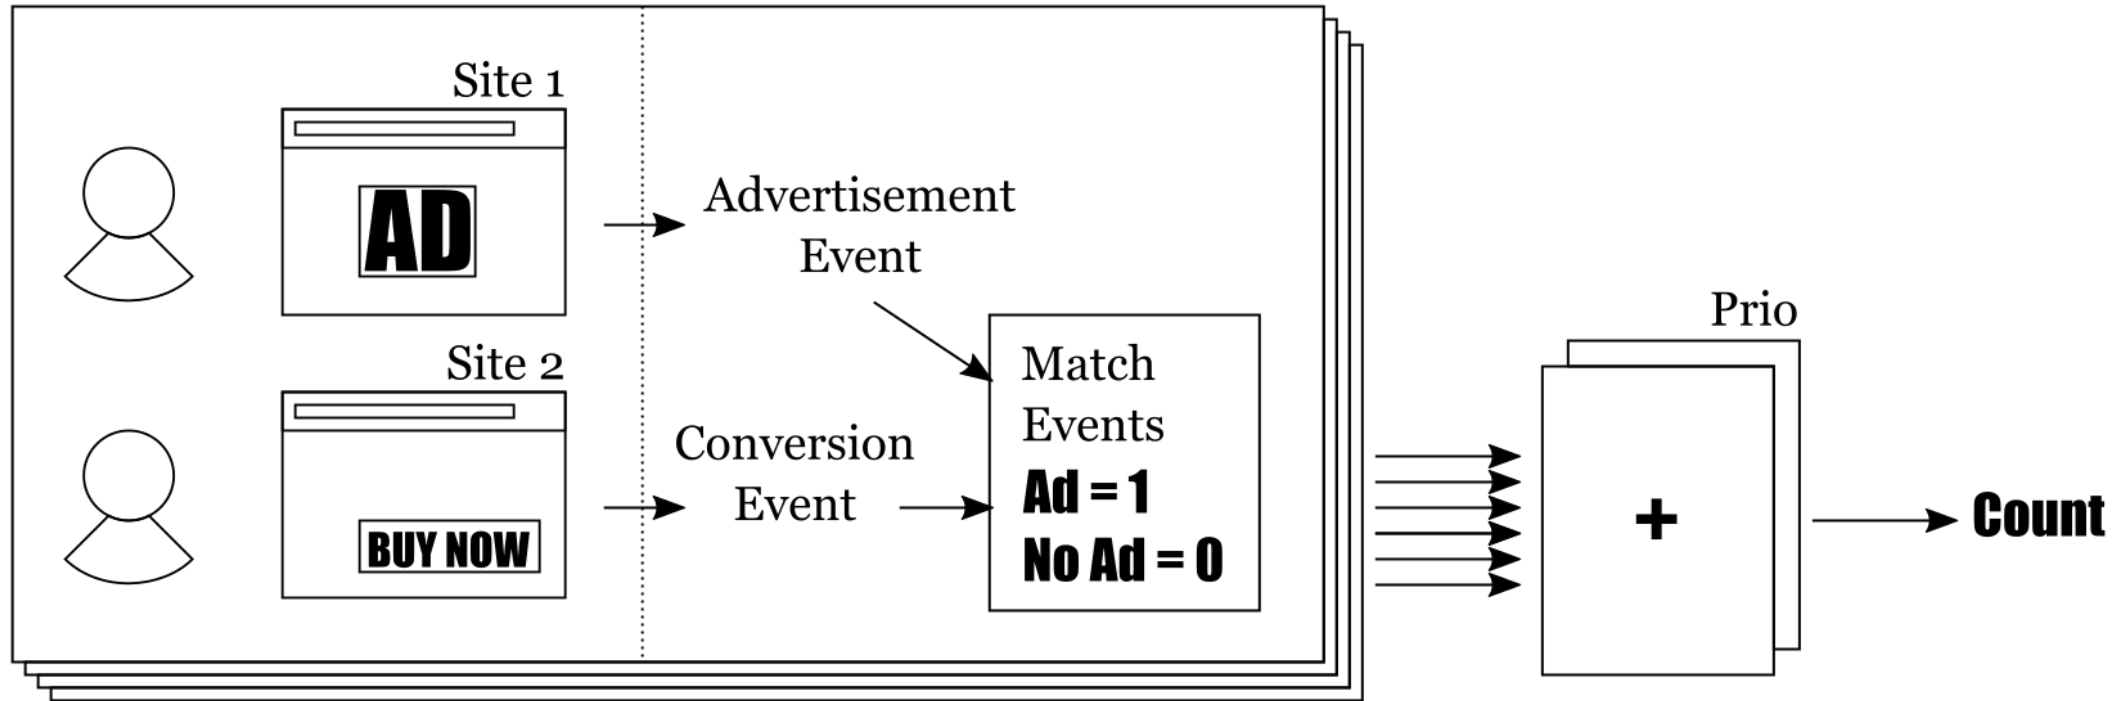 Site 1
AD
Advertisement
Event
Site 2
BUY NOW
Conversion
Event
Match
Events
Ad = 1
No Ad = 0
Prio
+
Count